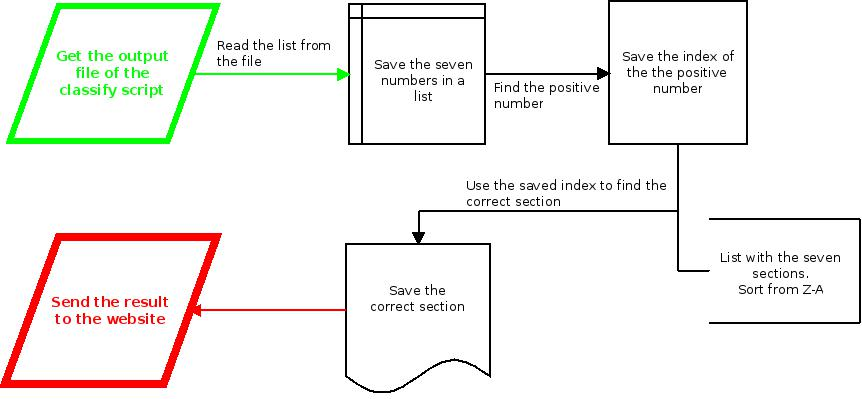 Get the output
file of the
classify script
Read the list from
the file
Save the seven
numbers in a
list
Find the positive
number
Save the index of
the the positive
number
Use the saved index to find the
correct section
List with the seven
sections.
Sort from Z-A
Save the
correct section
Send the result
to the website